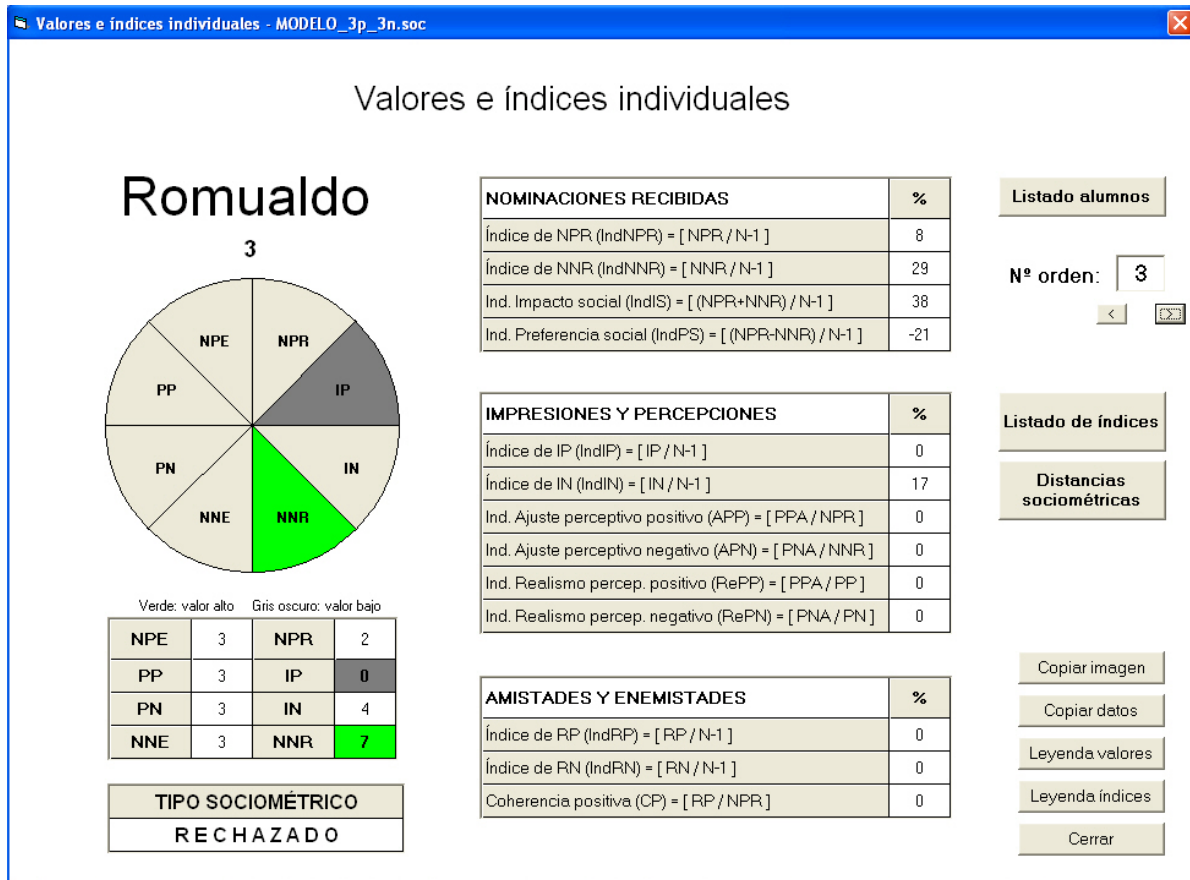 Valores e índices individuales - MODELO_3p_3n.soc
Valores e índices individuales
Romualdo
3
NPE NPR
PP IP
PN IN
NNE NNR
Verde: valor alto Gris oscuro: valor bajo
NPE 3 NPR 2
PP 3 IP 0
PN 3 IN 4
NNE 3 NNR 7
TIPO SOCIOMÉTRICO
RECHAZADO
NOMINACIONES RECIBIDAS %
Índice de NPR (IndNPR) = [ NPR / N-1 ] 8
Índice de NNR (IndNNR) = [ NNR / N-1 ] 29
Ind. Impacto social (IndIS) = [ (NPR+NNR) / N-1 ] 38
Ind. Preferencia social (IndPS) = [ (NPR-NNR) / N-1 ] -21
IMPRESIONES Y PERCEPCIONES %
Índice de IP (IndIP) = [ IP / N-1 ] 0
Índice de IN (IndIN) = [ IN / N-1 ] 17
Ind. Ajuste perceptivo positivo (APP) = [ PPA / NPR ] 0
Ind. Ajuste perceptivo negativo (APN) = [ PNA / NNR ] 0
Ind. Realismo percep. positivo (RePP) = [ PPA / PP ] 0
Ind. Realismo percep. negativo (RePN) = [ PNA / PN ] 0
AMISTADES Y ENEMISTADES %
Índice de RP (IndRP) = [ RP / N-1 ] 0
Índice de RN (IndRN) = [ RN / N-1 ] 0
Coherencia positiva (CP) = [ RP / NPR ] 0
Listado alumnos
Nº orden: 3
< >
Listado de índices
Distancias
sociométricas
Copiar imagen
Copiar datos
Leyenda valores
Leyenda índices
Cerrar